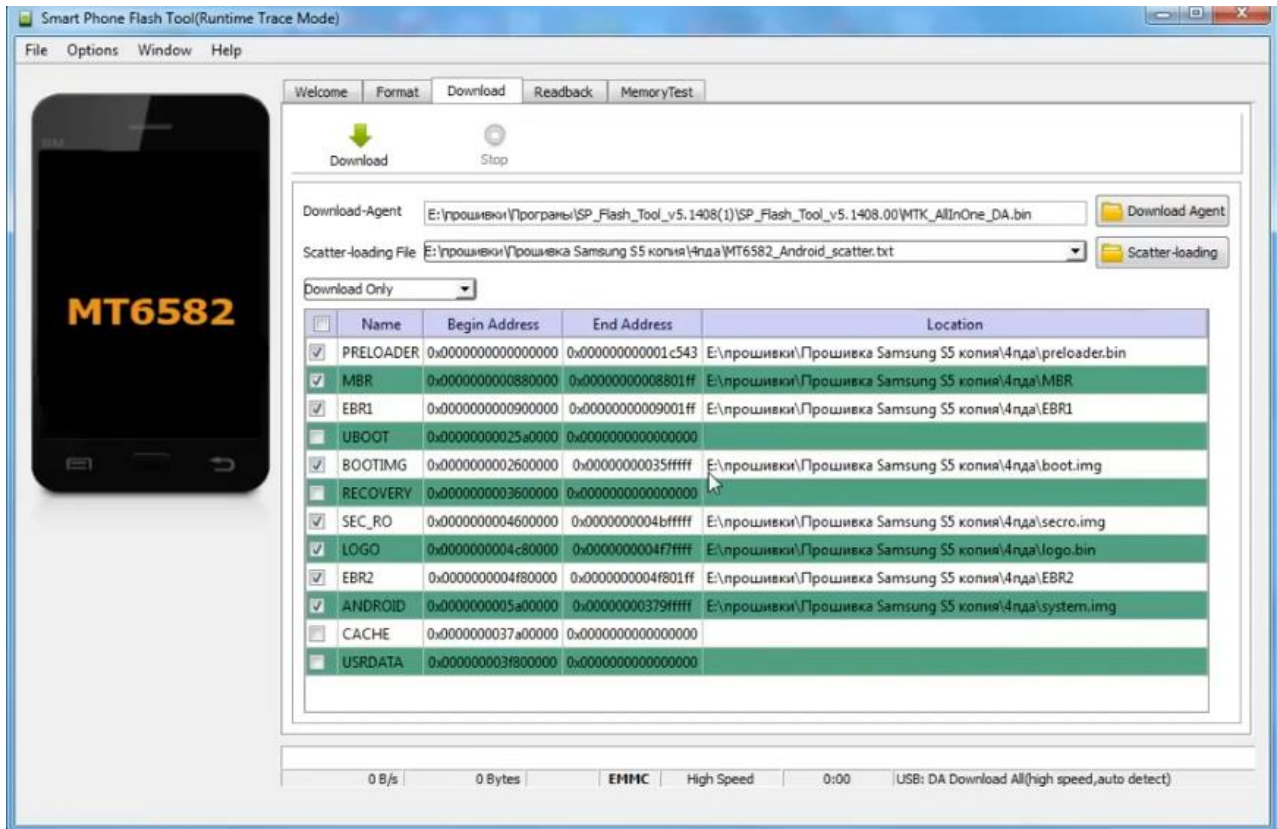 Smart Phone Flash Tool(Runtime Trace Mode)
File Options Window Help
Welcome Format Download Readback MemoryTest
Download Stop
Download-Agent E:\прошивки\Програны\SP_Flash_Tool_v5.1408(1)\SP_Flash_Tool_v5.1408.00\MTK_AllInOne_DA.bin Download Agent
Scatter-loading File E:\прошивки\Прошивка Samsung S5 копия\4пда\MT6582_Android_scatter.txt Scatter-loading
Download Only
MT6582
Name Begin Address End Address Location
PRELOADER 0x0000000000000000 0x000000000001c543 E:\прошивки\Прошивка Samsung S5 копия\4пда\preloader.bin
MBR 0x0000000000880000 0x00000000008801ff E:\прошивки\Прошивка Samsung S5 копия\4пда\MBR
EBR1 0x0000000000900000 0x00000000009001ff E:\прошивки\Прошивка Samsung S5 копия\4пда\EBR1
UBOOT 0x00000000025a0000 0x0000000000000000
BOOTIMG 0x0000000002600000 0x00000000035fffff E:\прошивки\Прошивка Samsung S5 копия\4пда\boot.img
RECOVERY 0x0000000003600000 0x0000000000000000
SEC_RO 0x0000000004600000 0x0000000004bfffff E:\прошивки\Прошивка Samsung S5 копия\4пда\secro.img
LOGO 0x0000000004c80000 0x0000000004f7ffff E:\прошивки\Прошивка Samsung S5 копия\4пда\logo.bin
EBR2 0x0000000004f80000 0x0000000004f801ff E:\прошивки\Прошивка Samsung S5 копия\4пда\EBR2
ANDROID 0x0000000005a00000 0x00000000379fffff E:\прошивки\Прошивка Samsung S5 копия\4пда\system.img
CACHE 0x0000000037a00000 0x0000000000000000
USRDATA 0x000000003f800000 0x0000000000000000
0 B/s 0 Bytes EMMC High Speed 0:00 USB: DA Download All(high speed,auto detect)